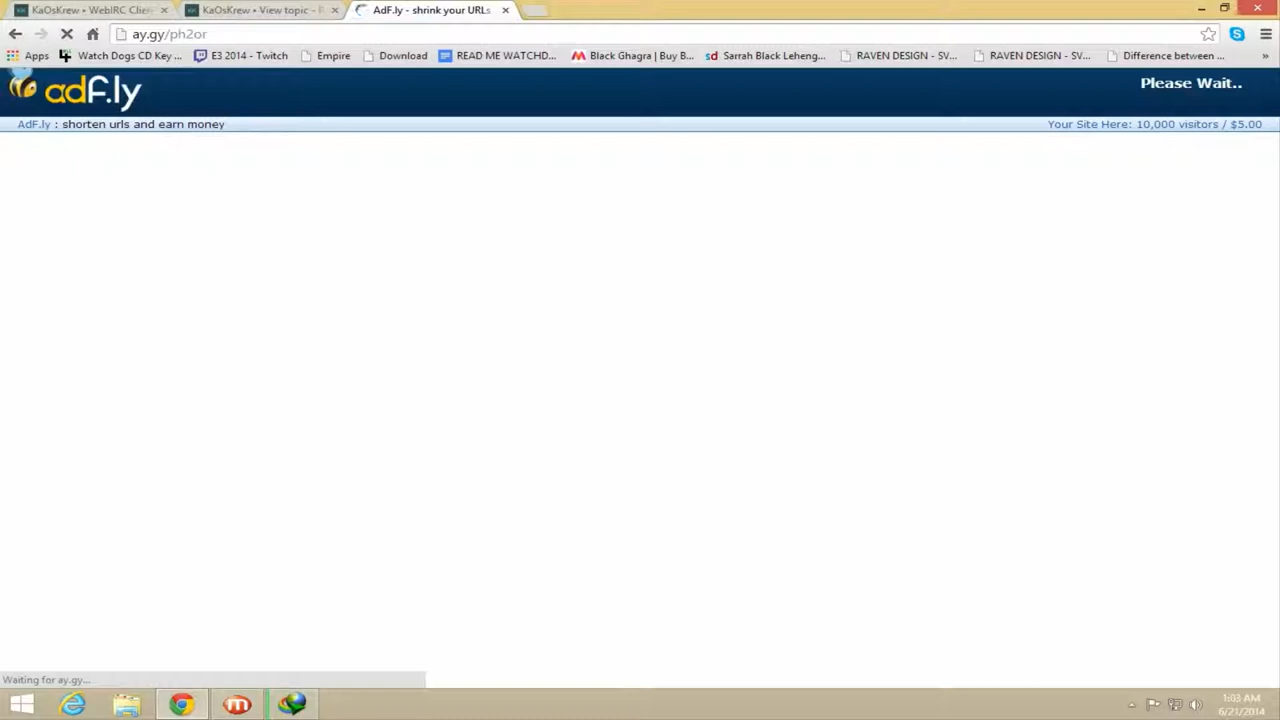 KaOsKrew • WebIRC Clien
KaOsKrew • View topic - R
AdF.ly - shrink your URLs
ay.gy/ph2or
Apps
Watch Dogs CD Key ...
E3 2014 - Twitch
Empire
Download
READ ME WATCHD...
Black Ghagra | Buy B...
Sarrah Black Leheng...
RAVEN DESIGN - SV...
RAVEN DESIGN - SV...
Difference between ...
»
adF.ly
Please Wait..
AdF.ly : shorten urls and earn money
Your Site Here: 10,000 visitors / $5.00
Waiting for ay.gy...
1:03 AM
6/21/2014